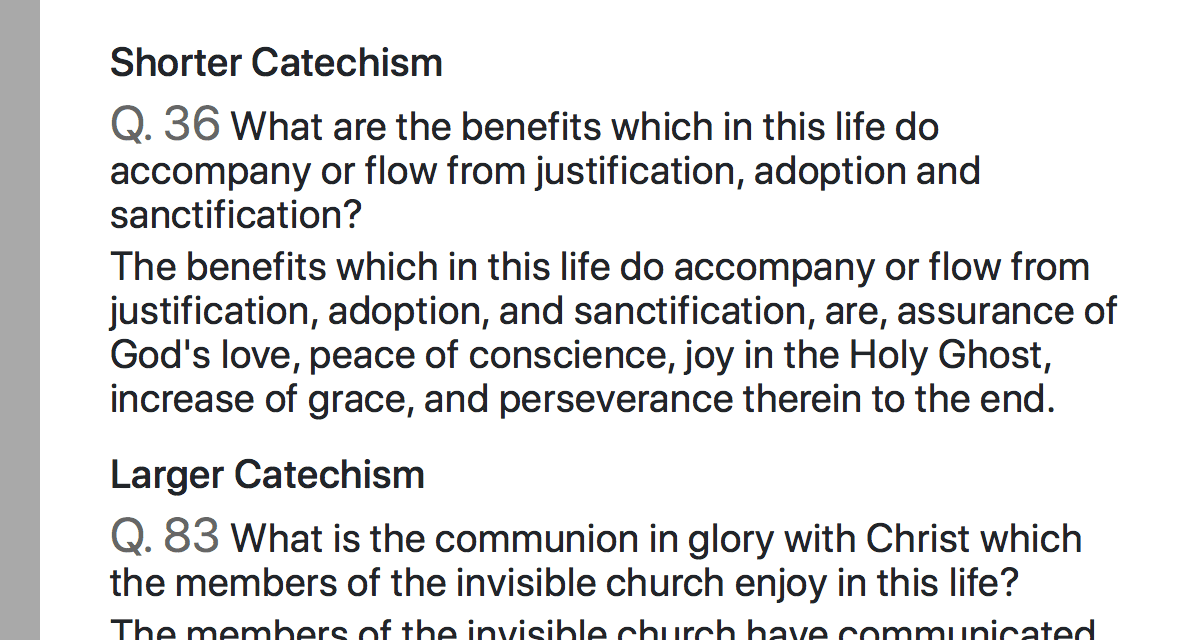 Shorter Catechism
Q. 36 What are the benefits which in this life do
accompany or flow from justification, adoption and
sanctification?
The benefits which in this life do accompany or flow from
justification, adoption, and sanctification, are, assurance of
God's love, peace of conscience, joy in the Holy Ghost,
increase of grace, and perseverance therein to the end.
Larger Catechism
Q. 83 What is the communion in glory with Christ which
the members of the invisible church enjoy in this life?
The members of the invisible church have communicated